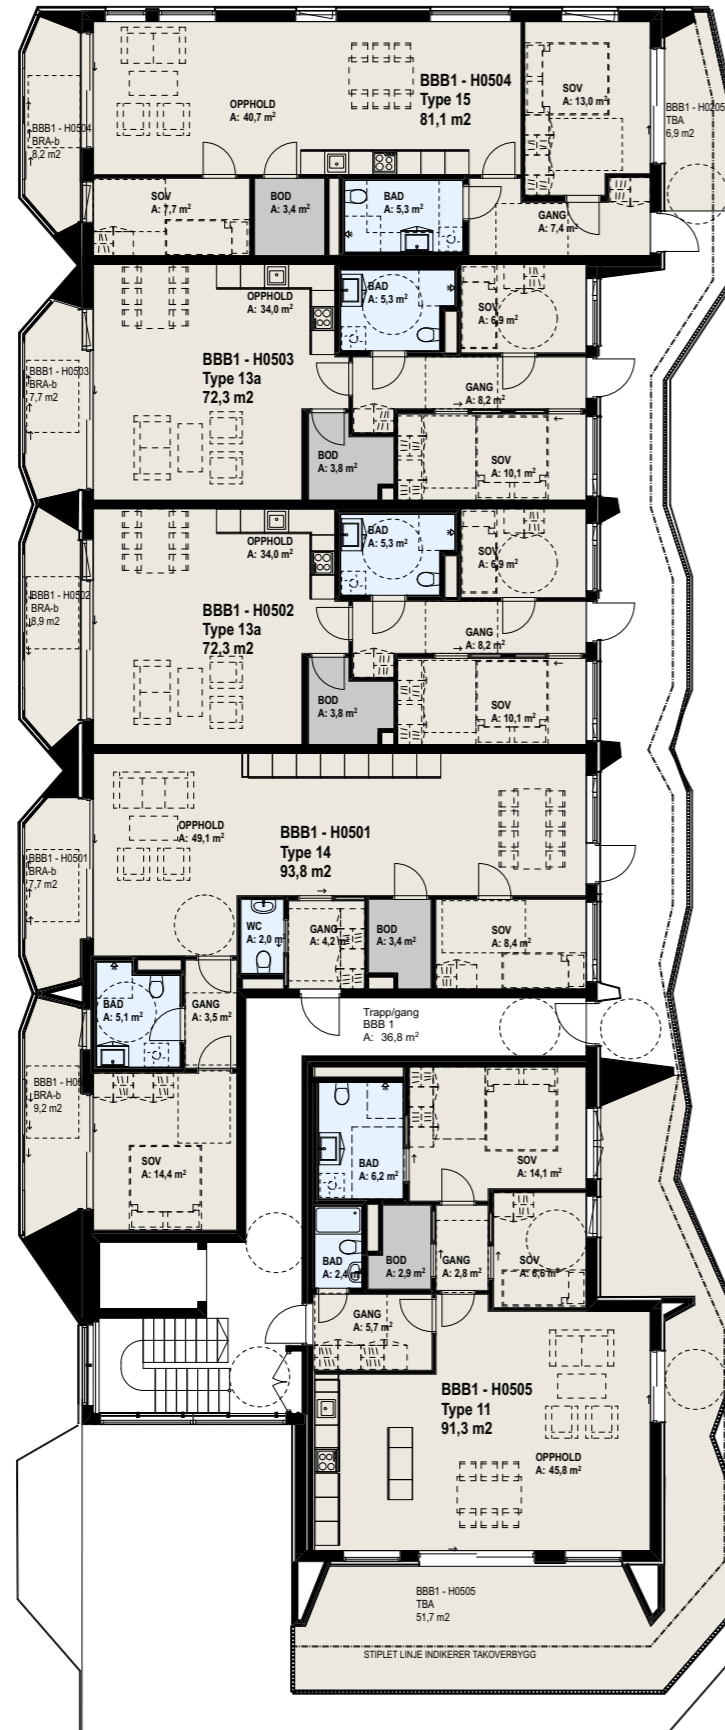 BBB1 - H0504
Type 15
81,1 m2
OPPHOLD
A: 40,7 m²
SOV
A: 13,0 m²
BBB1 - H0205
TBA
6,9 m2
BBB1 - H0504
BRA-b
8,2 m2
SOV
A: 7,7 m²
BOD
A: 3,4 m²
BAD
A: 5,3 m²
GANG
A: 7,4 m²
OPPHOLD
A: 34,0 m²
BAD
A: 5,3 m²
SOV
A: 6,9 m²
BBB1 - H0503
Type 13a
72,3 m2
BBB1 - H0503
BRA-b
7,7 m2
GANG
A: 8,2 m²
BOD
A: 3,8 m²
SOV
A: 10,1 m²
OPPHOLD
A: 34,0 m²
BAD
A: 5,3 m²
SOV
A: 6,9 m²
BBB1 - H0502
Type 13a
72,3 m2
BBB1 - H0502
BRA-b
8,9 m2
GANG
A: 8,2 m²
BOD
A: 3,8 m²
SOV
A: 10,1 m²
OPPHOLD
A: 49,1 m²
BBB1 - H0501
Type 14
93,8 m2
BBB1 - H0501
BRA-b
7,7 m2
WC
A: 2,0 m²
GANG
A: 4,2 m²
BOD
A: 3,4 m²
SOV
A: 8,4 m²
BAD
A: 5,1 m²
GANG
A: 3,5 m²
Trapp/gang
BBB 1
A: 36,8 m²
BBB1 -
BRA-b
9,2 m2
SOV
A: 14,4 m²
BAD
A: 6,2 m²
SOV
A: 14,1 m²
BAD
A: 2,4 m²
BOD
A: 2,9 m²
GANG
A: 2,8 m²
SOV
A: 6,6 m²
GANG
A: 5,7 m²
BBB1 - H0505
Type 11
91,3 m2
OPPHOLD
A: 45,8 m²
BBB1 - H0505
TBA
51,7 m2
STIPLET LINJE INDIKERER TAKOVERBYGG